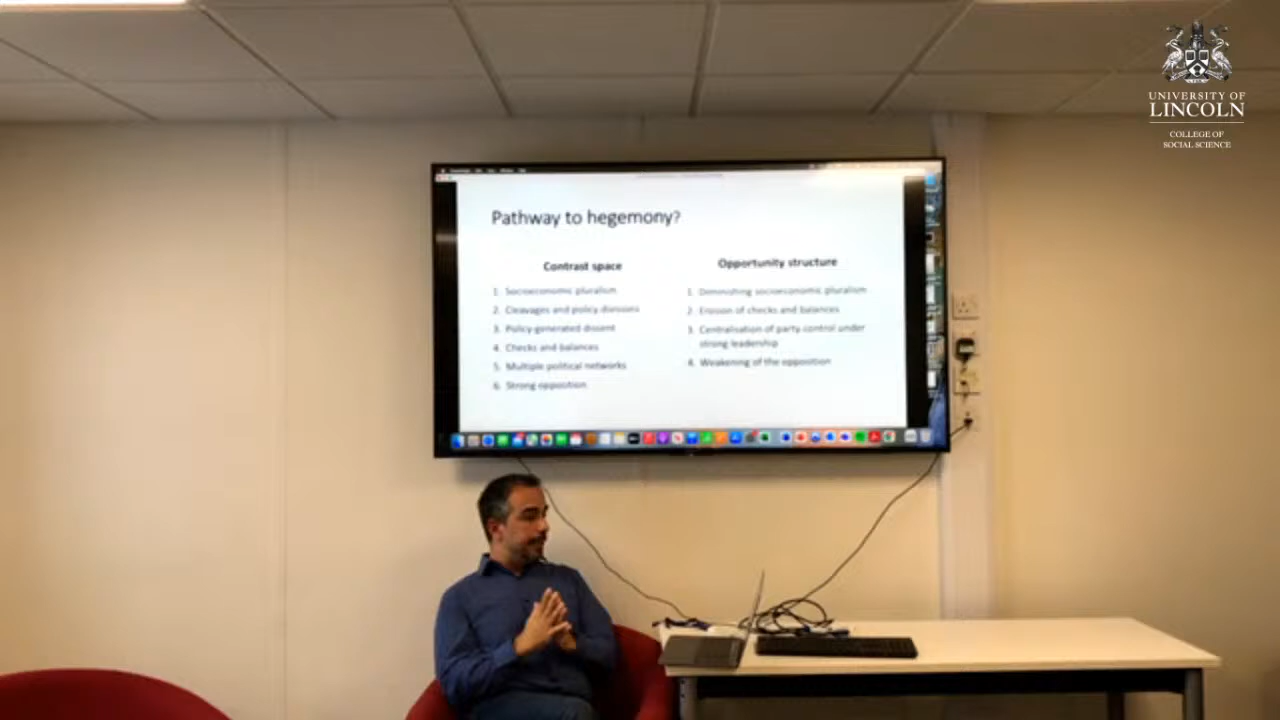 UNIVERSITY OF
LINCOLN
COLLEGE OF
SOCIAL SCIENCE
Pathway to hegemony?
Contrast space
1. Socioeconomic pluralism
2. Cleavages and policy divisions
3. Policy-generated dissent
4. Checks and balances
5. Multiple political networks
6. Strong opposition
Opportunity structure
1. Diminishing socioeconomic pluralism
2. Erosion of checks and balances
3. Centralisation of party control under
strong leadership
4. Weakening of the opposition